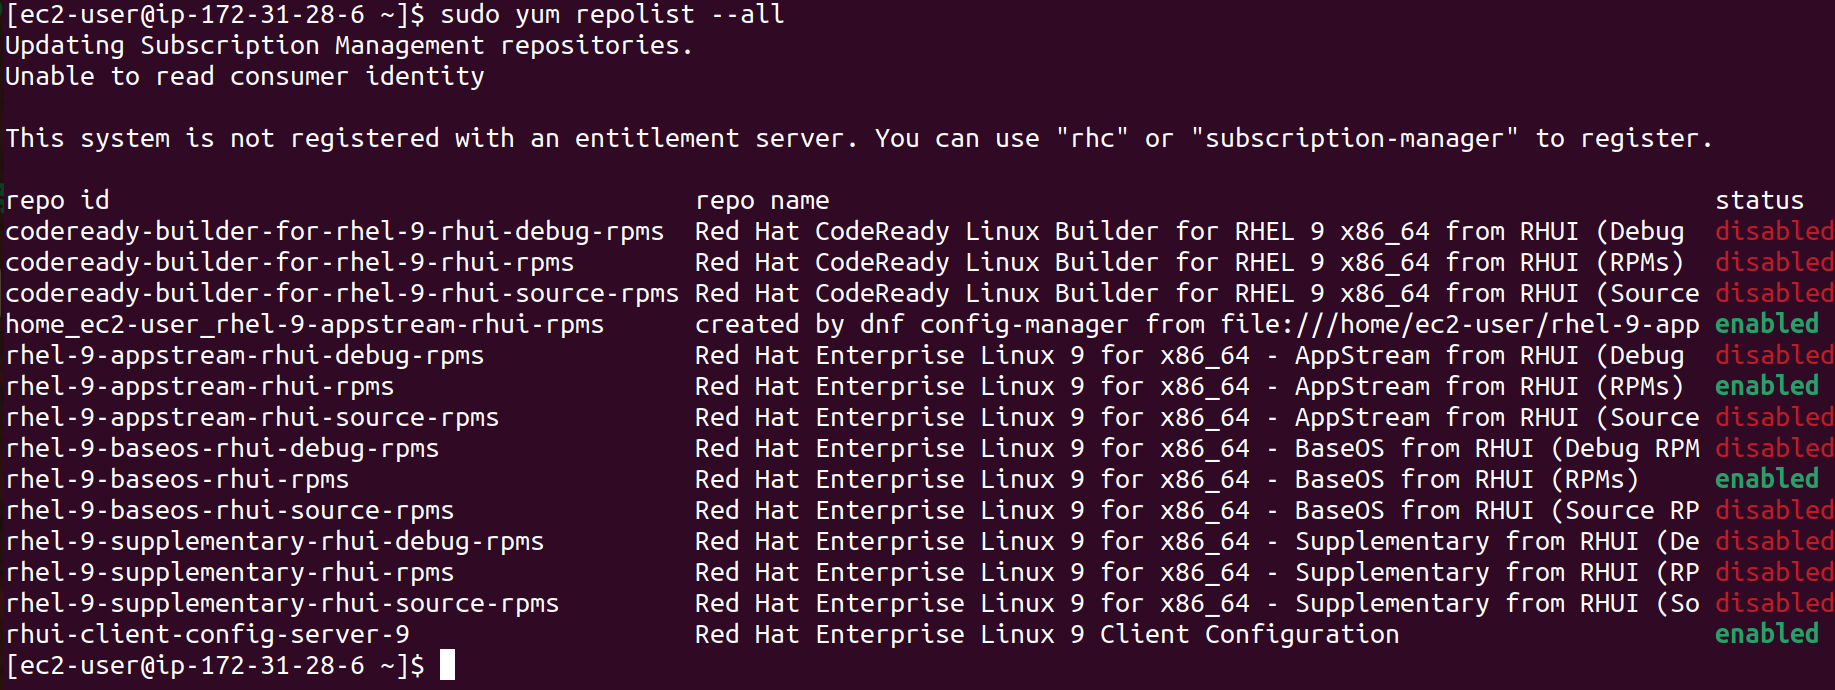 [ec2-user@ip-172-31-28-6 ~]$ sudo yum repolist --all
Updating Subscription Management repositories.
Unable to read consumer identity
This system is not registered with an entitlement server. You can use "rhc" or "subscription-manager" to register.
repo id repo name status
codeready-builder-for-rhel-9-rhui-debug-rpms Red Hat CodeReady Linux Builder for RHEL 9 x86_64 from RHUI (Debug disabled
codeready-builder-for-rhel-9-rhui-rpms Red Hat CodeReady Linux Builder for RHEL 9 x86_64 from RHUI (RPMs) disabled
codeready-builder-for-rhel-9-rhui-source-rpms Red Hat CodeReady Linux Builder for RHEL 9 x86_64 from RHUI (Source disabled
home_ec2-user_rhel-9-appstream-rhui-rpms created by dnf config-manager from file:///home/ec2-user/rhel-9-app enabled
rhel-9-appstream-rhui-debug-rpms Red Hat Enterprise Linux 9 for x86_64 - AppStream from RHUI (Debug disabled
rhel-9-appstream-rhui-rpms Red Hat Enterprise Linux 9 for x86_64 - AppStream from RHUI (RPMs) enabled
rhel-9-appstream-rhui-source-rpms Red Hat Enterprise Linux 9 for x86_64 - AppStream from RHUI (Source disabled
rhel-9-baseos-rhui-debug-rpms Red Hat Enterprise Linux 9 for x86_64 - BaseOS from RHUI (Debug RPM disabled
rhel-9-baseos-rhui-rpms Red Hat Enterprise Linux 9 for x86_64 - BaseOS from RHUI (RPMs) enabled
rhel-9-baseos-rhui-source-rpms Red Hat Enterprise Linux 9 for x86_64 - BaseOS from RHUI (Source RP disabled
rhel-9-supplementary-rhui-debug-rpms Red Hat Enterprise Linux 9 for x86_64 - Supplementary from RHUI (De disabled
rhel-9-supplementary-rhui-rpms Red Hat Enterprise Linux 9 for x86_64 - Supplementary from RHUI (RP disabled
rhel-9-supplementary-rhui-source-rpms Red Hat Enterprise Linux 9 for x86_64 - Supplementary from RHUI (So disabled
rhui-client-config-server-9 Red Hat Enterprise Linux 9 Client Configuration enabled
[ec2-user@ip-172-31-28-6 ~]$